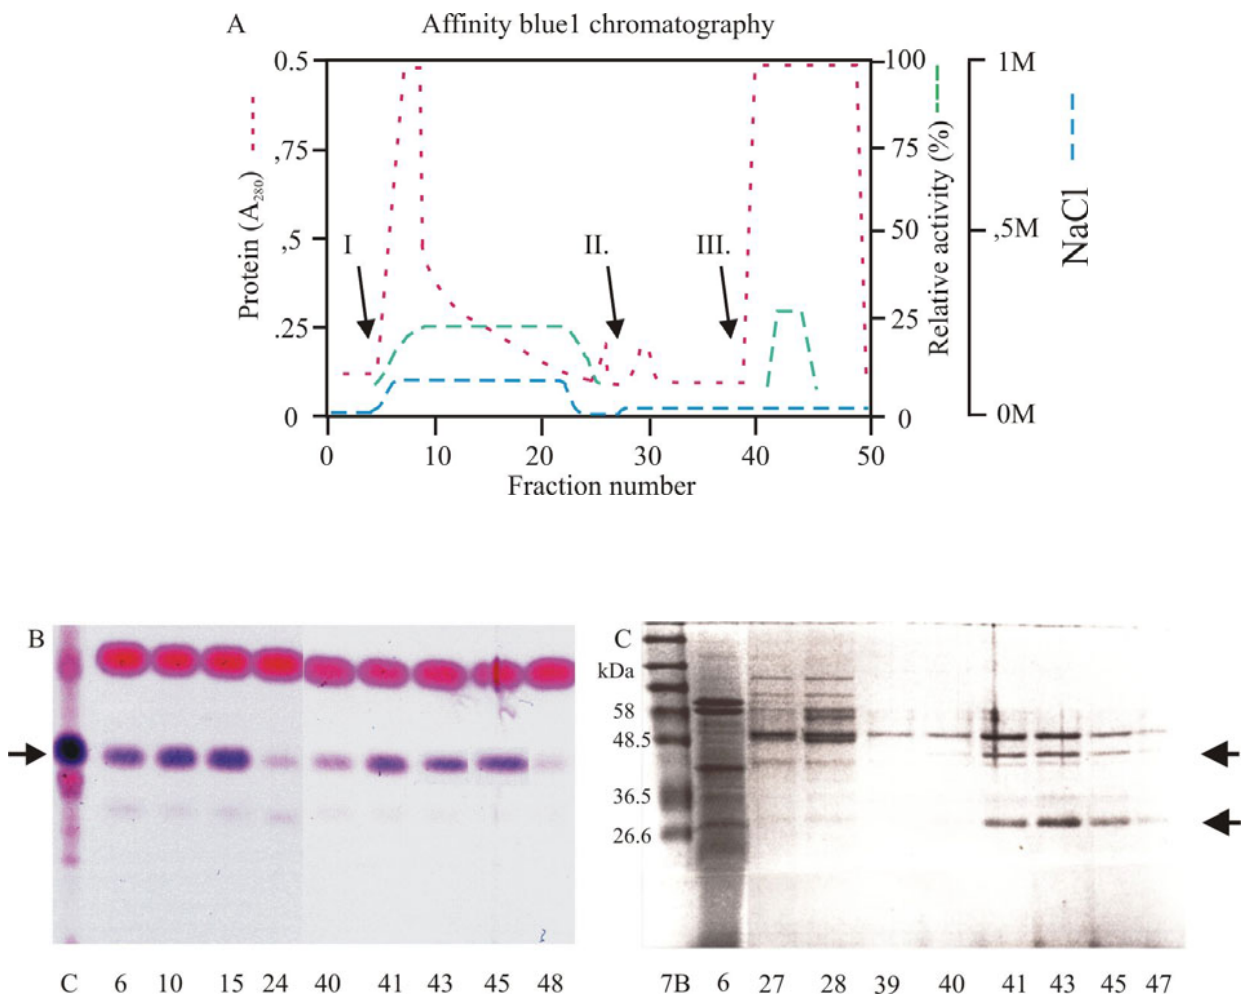 A
Affinity blue1 chromatography
0.5
,75
,5
.25
0
Protein (A280)
I
II.
III.
100
75
50
25
0
Relative activity (%)
1M
,5M
0M
NaCl
0 10 20 30 40 50
Fraction number
B
C 6 10 15 24 40 41 43 45 48
C
kDa
58
48.5
36.5
26.6
7B 6 27 28 39 40 41 43 45 47